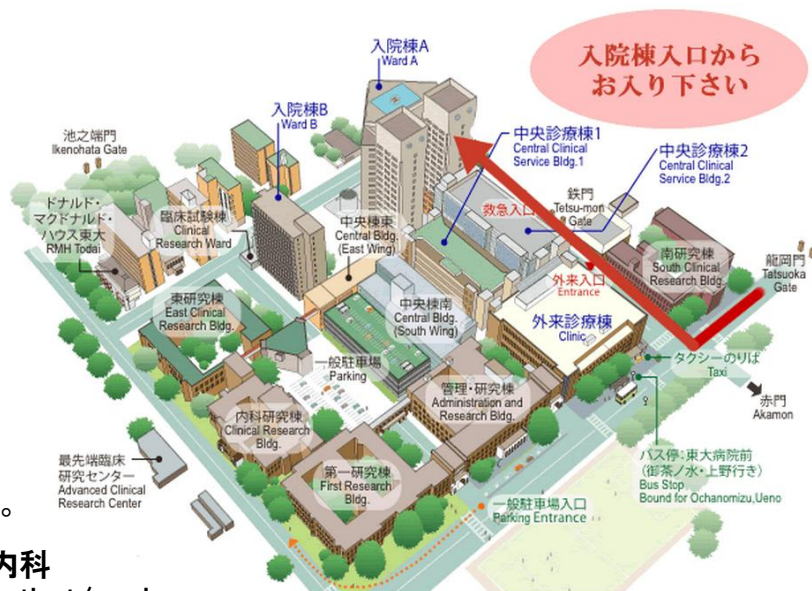 入院棟入口から
お入り下さい
入院棟A
Ward A
入院棟B
Ward B
池之端門
Ikenohata Gate
中央診療棟1
Central Clinical
Service Bldg.1
中央診療棟2
Central Clinical
Service Bldg.2
ドナルド・
マクドナルド・
ハウス東大
RMH Todai
臨床試験棟
Clinical
Research Ward
中央棟東
Central Bldg.
(East Wing)
救急入口
鉄門
Tetsu-mon
Gate
南研究棟
South Clinical
Research Bldg.
龍岡門
Tatsuoka
Gate
外来入口
Entrance
東研究棟
East Clinical
Research Bldg.
中央棟南
Central Bldg.
(South Wing)
外来診療棟
Clinic
一般駐車場
Parking
タクシーのりば
Taxi
管理・研究棟
Administration and
Research Bldg.
赤門
Akamon
内科研究棟
Clinical Research
Bldg.
最先端臨床
研究センター
Advanced Clinical
Research Center
第一研究棟
First Research
Bldg.
バス停:東大病院前
(御茶ノ水・上野行き)
Bus Stop
Bound for Ochanomizu,Ueno
一般駐車場入口
Parking Entrance
。
内科